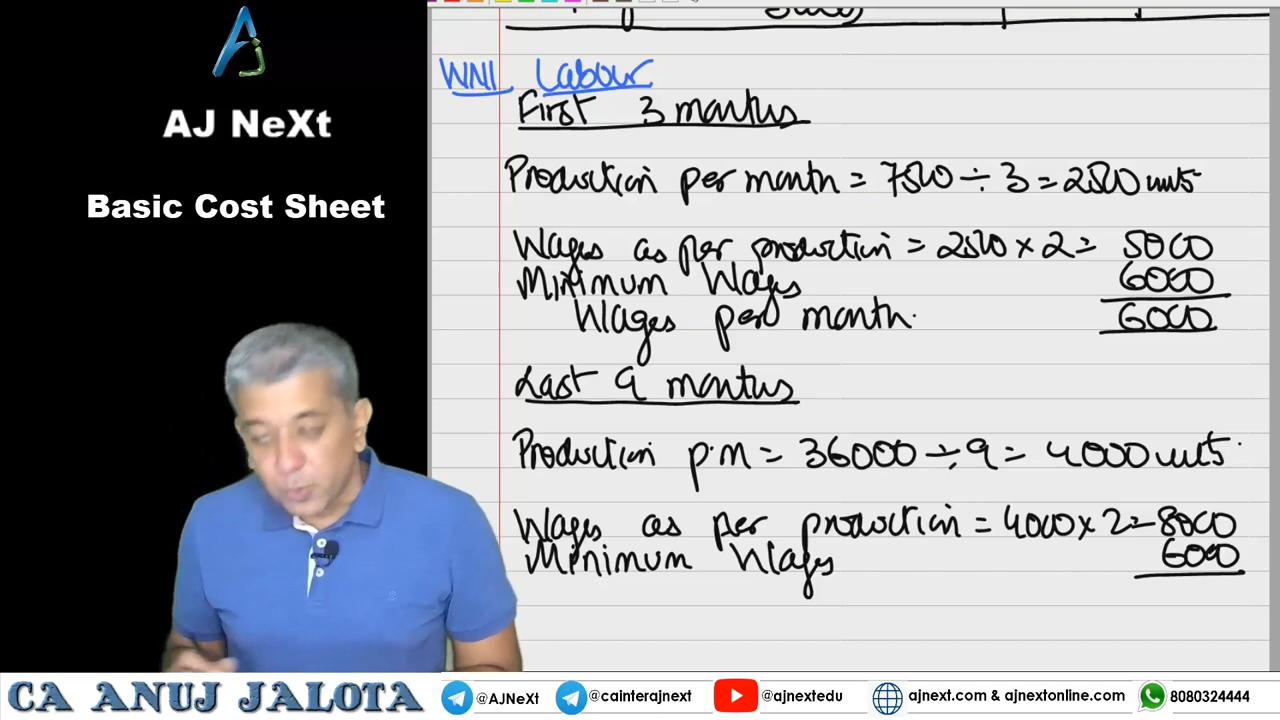 AJ NeXt
Basic Cost Sheet
WN1 Labour
First 3 months
Production per month = 7500 ÷ 3 = 2500 units
Wages as per production = 2500 × 2 = 5000
Minimum Wages 6000
Wages per month. 6000
Last 9 months
Production p.m = 36000 ÷ 9 = 4000 units.
Wages as per production = 4000 × 2 = 8000
Minimum Wages 6000
CA ANUJ JALOTA @AJNeXt @cainterajnext @ajnextedu ajnext.com & ajnextonline.com 8080324444